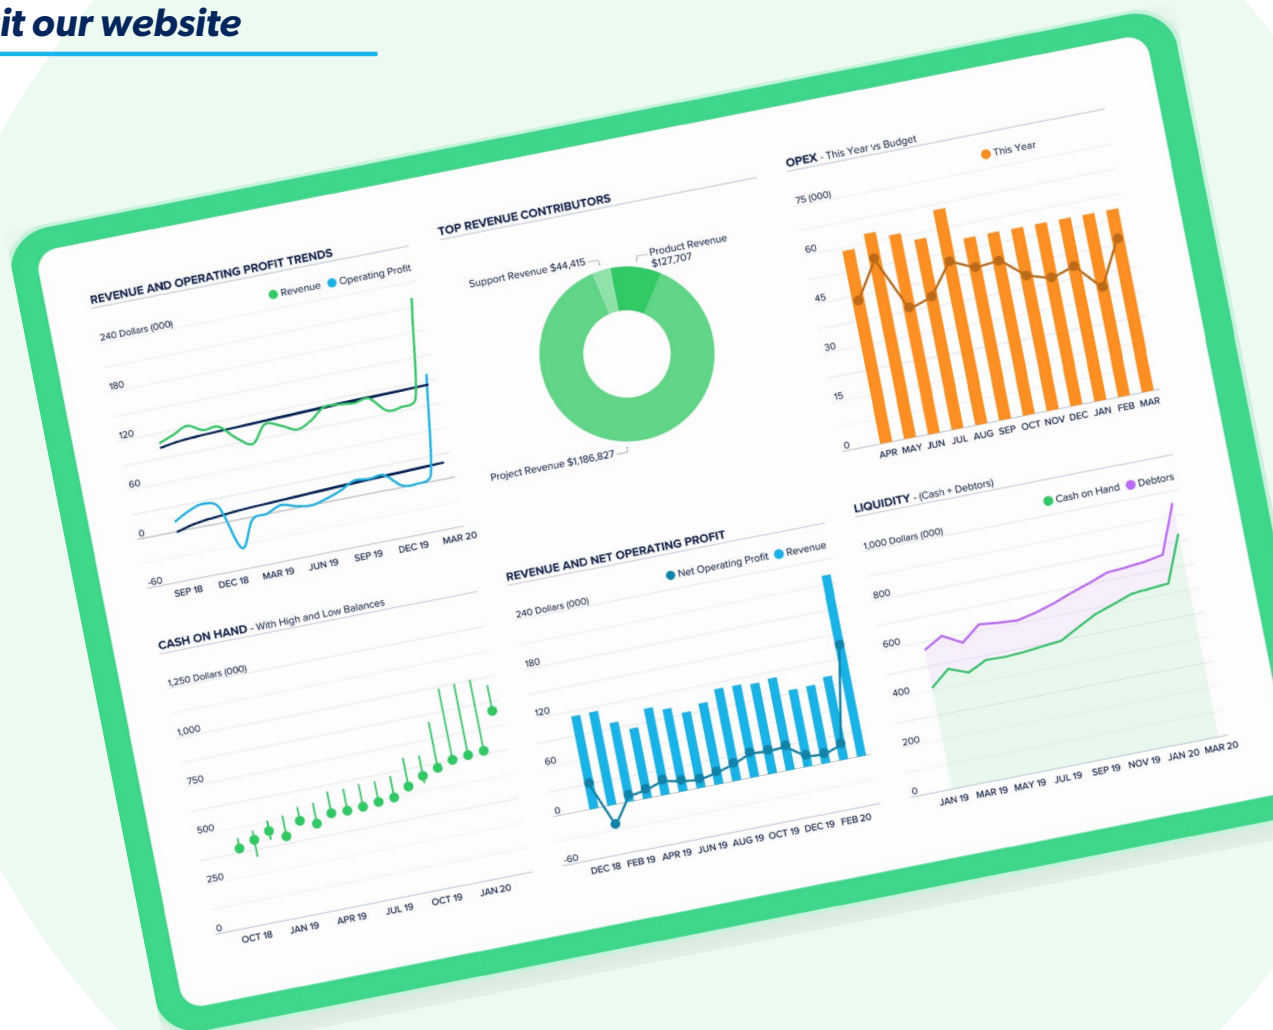 it our website
REVENUE AND OPERATING PROFIT TRENDS
Revenue Operating Profit
240 Dollars (000)
180
120
60
0
-60
SEP 18 DEC 18 MAR 19 JUN 19 SEP 19 DEC 19 MAR 20
TOP REVENUE CONTRIBUTORS
Support Revenue $44,415
Product Revenue
$127,707
Project Revenue $1,186,827
OPEX - This Year vs Budget
This Year
75 (000)
60
45
30
15
0
APR MAY JUN JUL AUG SEP OCT NOV DEC JAN FEB MAR
CASH ON HAND - With High and Low Balances
1,250 Dollars (000)
1,000
750
500
250
0
OCT 18 JAN 19 APR 19 JUL 19 OCT 19 JAN 20
REVENUE AND NET OPERATING PROFIT
Net Operating Profit Revenue
240 Dollars (000)
180
120
60
0
-60
DEC 18 FEB 19 APR 19 JUN 19 AUG 19 OCT 19 DEC 19 FEB 20
LIQUIDITY - (Cash + Debtors)
Cash on Hand Debtors
1,000 Dollars (000)
800
600
400
200
0
JAN 19 MAR 19 MAY 19 JUL 19 SEP 19 NOV 19 JAN 20 MAR 20